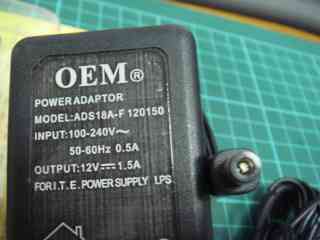 OEM®
POWER ADAPTOR
MODEL:ADS18A-F 120150
INPUT:100-240V~
50-60Hz 0.5A
OUTPUT:12V⎓1.5A
FOR I.T.E. POWER SUPPLY LPS